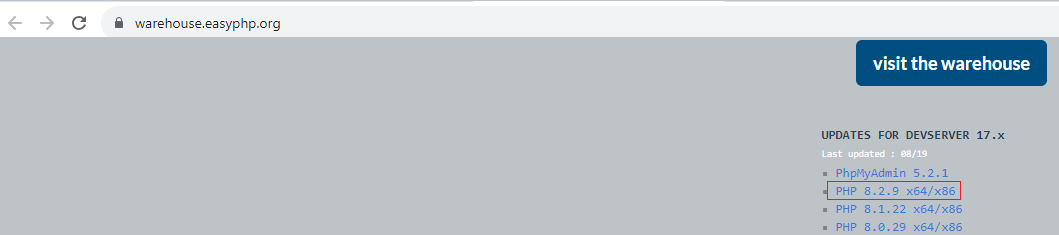 warehouse.easyphp.org
visit the warehouse
UPDATES FOR DEVSERVER 17.x
Last updated : 08/19
PhpMyAdmin 5.2.1
PHP 8.2.9 x64/x86
PHP 8.1.22 x64/x86
PHP 8.0.29 x64/x86